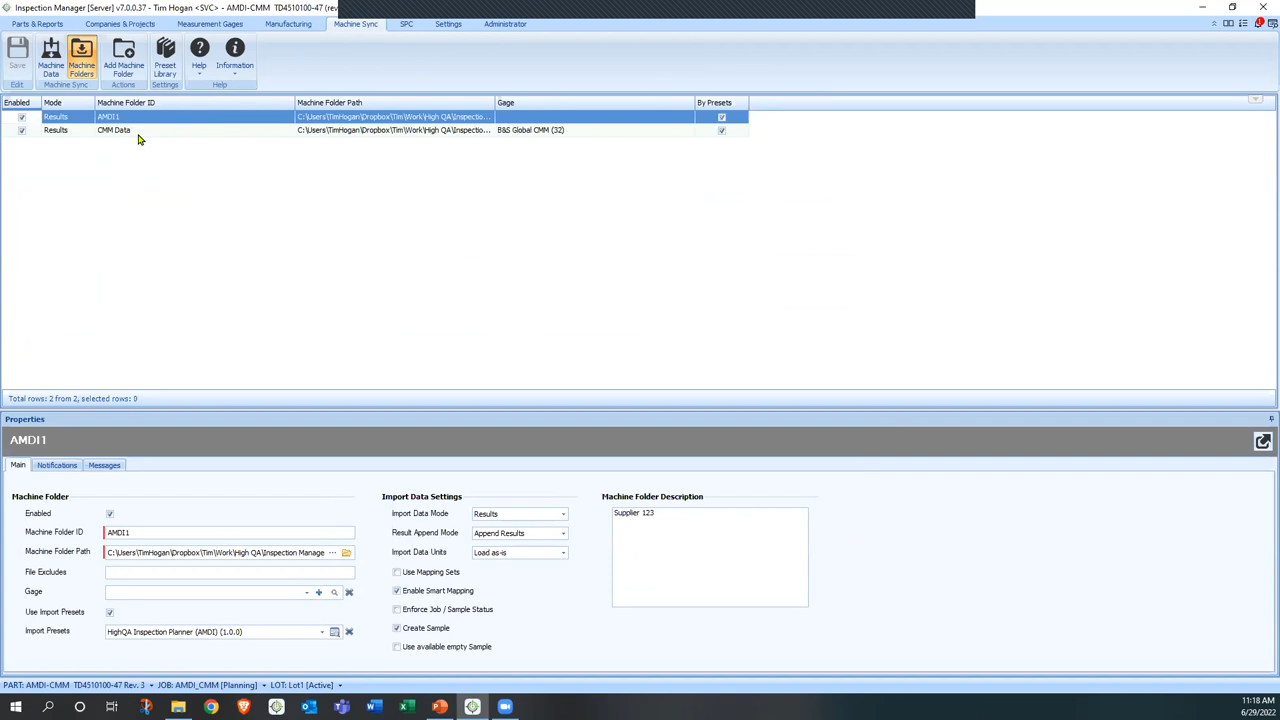 Inspection Manager [Server] v7.0.0.37 - Tim Hogan <SVC> - AMDI-CMM TD4510100-47 (rev
Parts & Reports Companies & Projects Measurement Gages Manufacturing Machine Sync SPC Settings Administrator
Save Machine Data Machine Folders Add Machine Folder Preset Library Help Information
Edit Machine Sync Actions Settings Help
Enabled Mode Machine Folder ID Machine Folder Path Gage By Presets
Results AMDI1 C:\Users\TimHogan\Dropbox\Tim\Work\High QA\Inspectio...
Results CMM Data C:\Users\TimHogan\Dropbox\Tim\Work\High QA\Inspectio... B&S Global CMM (32)
Total rows: 2 from 2, selected rows: 0
Properties
AMDI1
Main Notifications Messages
Machine Folder Import Data Settings Machine Folder Description
Enabled Import Data Mode Results Supplier 123
Machine Folder ID AMDI1 Result Append Mode Append Results
Machine Folder Path C:\Users\TimHogan\Dropbox\Tim\Work\High QA\Inspection Manage ... Import Data Units Load as-is
File Excludes Use Mapping Sets
Gage Enable Smart Mapping
Use Import Presets Enforce Job / Sample Status
Import Presets HighQA Inspection Planner (AMDI) (1.0.0) Create Sample
Use available empty Sample
PART: AMDI-CMM TD4510100-47 Rev. 3 JOB: AMDI_CMM [Planning] LOT: Lot1 [Active]
11:18 AM
6/29/2022